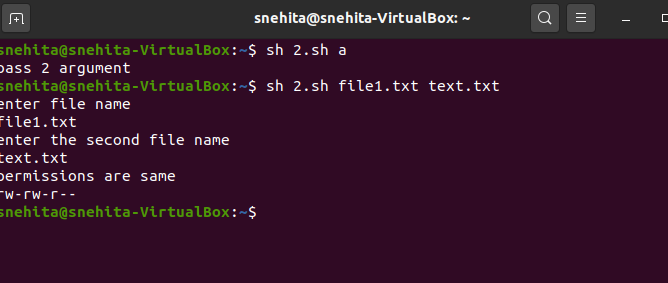 snehita@snehita-VirtualBox: ~
snehita@snehita-VirtualBox:~$ sh 2.sh a
pass 2 argument
snehita@snehita-VirtualBox:~$ sh 2.sh file1.txt text.txt
enter file name
file1.txt
enter the second file name
text.txt
permissions are same
rw-rw-r--
snehita@snehita-VirtualBox:~$